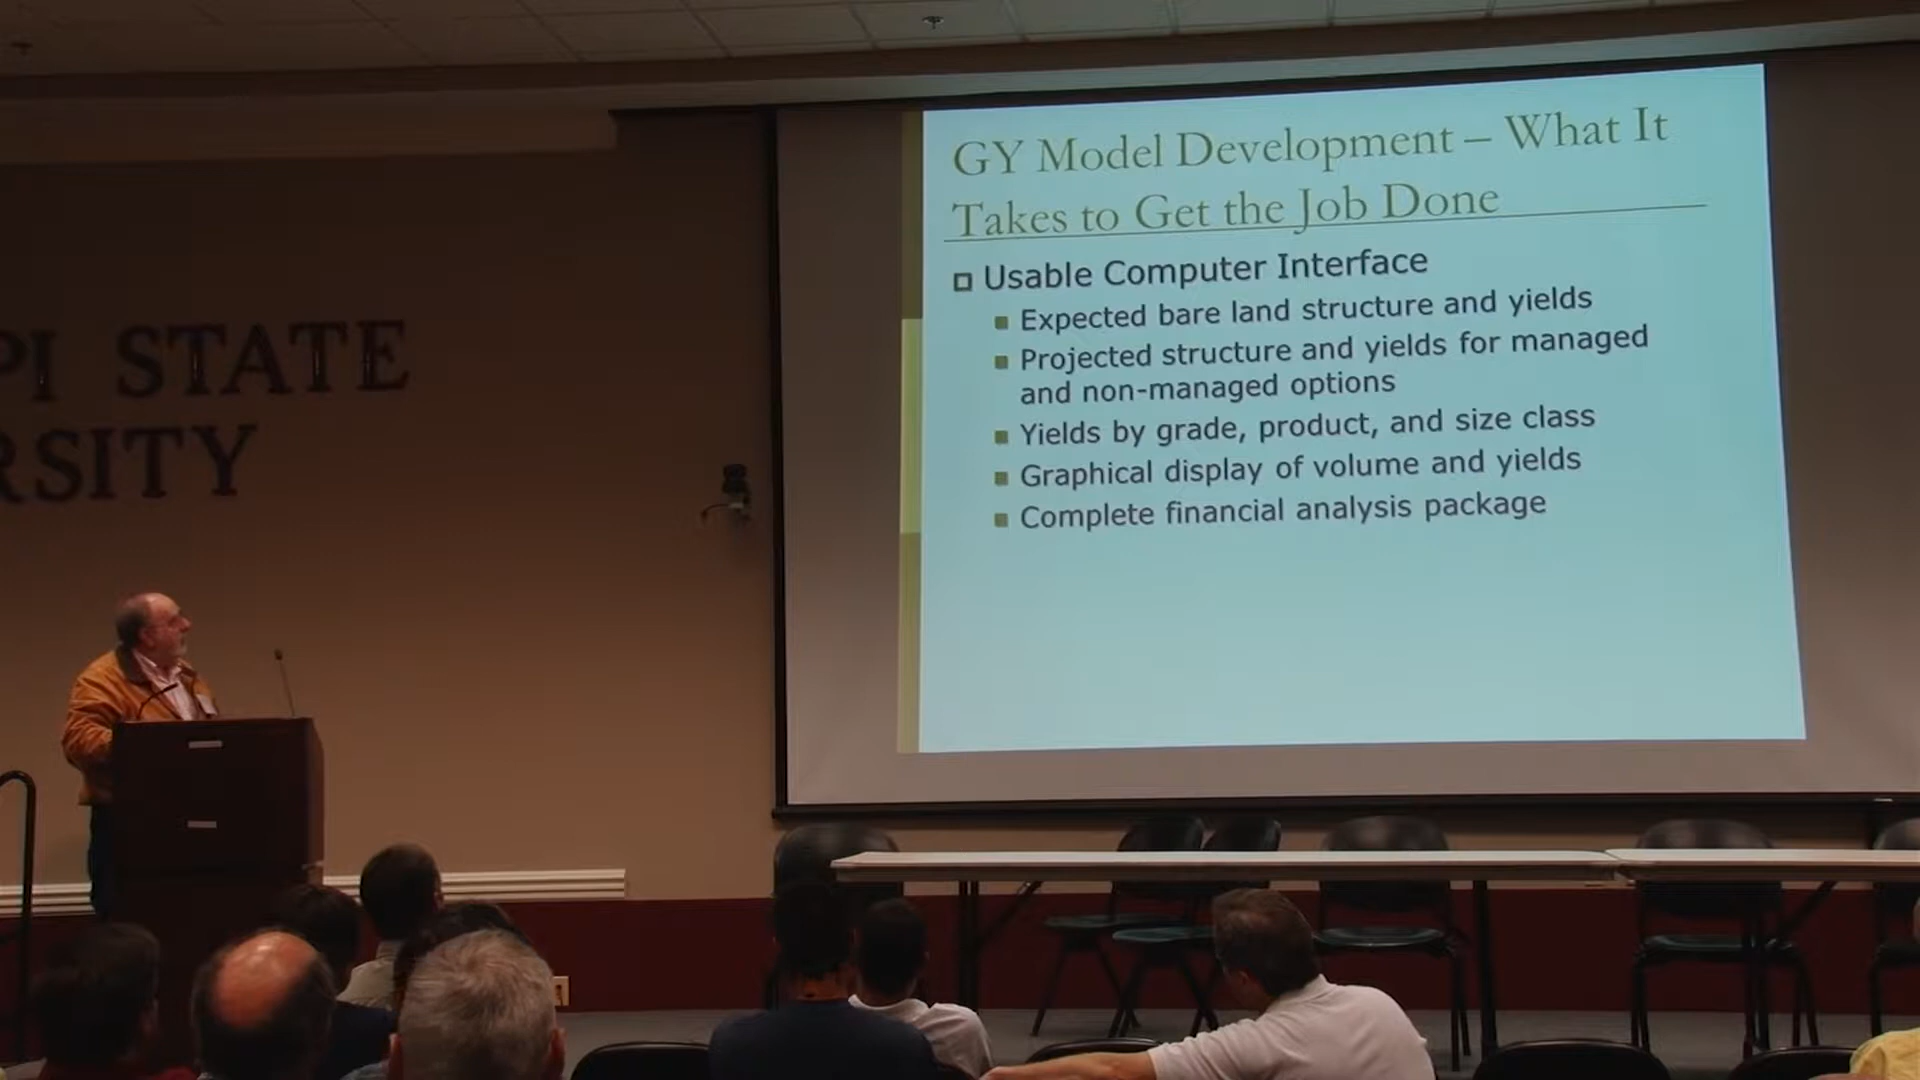 PI STATE
RSITY
GY Model Development – What It
Takes to Get the Job Done
Usable Computer Interface
Expected bare land structure and yields
Projected structure and yields for managed
and non-managed options
Yields by grade, product, and size class
Graphical display of volume and yields
Complete financial analysis package